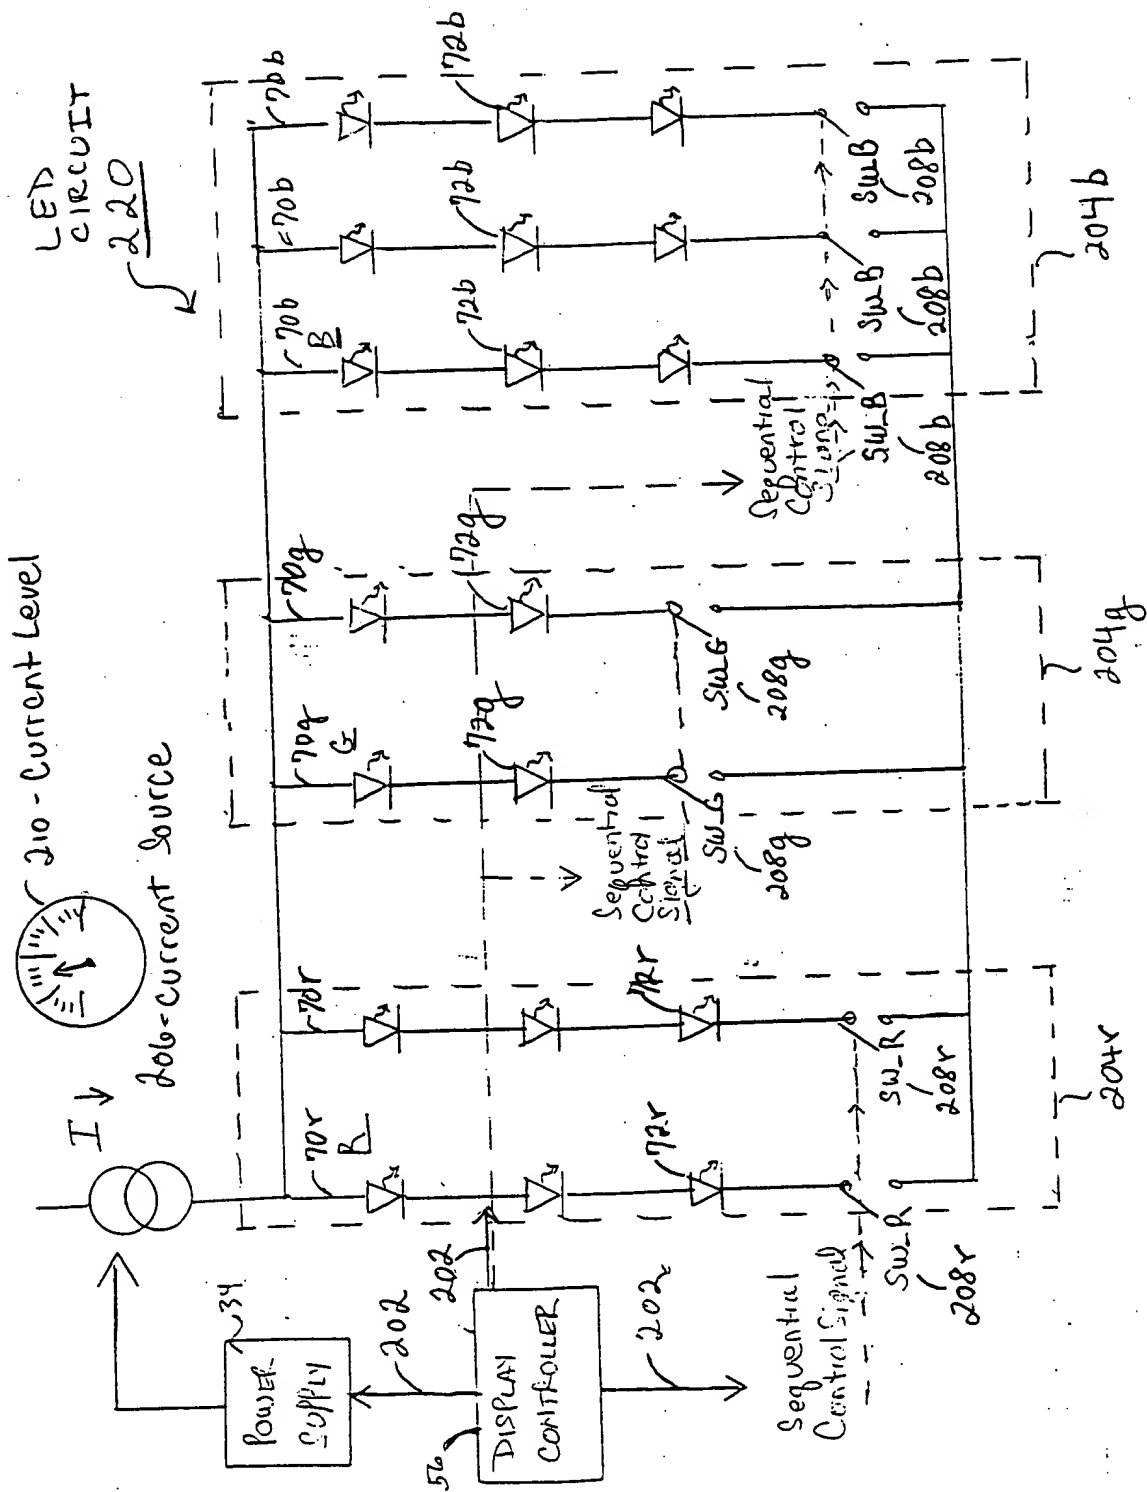 LED
CIRCUIT
220
210 - Current Level
206 - Current Source
I
POWER
SUPPLY
34
202
202
DISPLAY
CONTROLLER
56
202
Sequential
Control Signal
70r
R
72r
SW_R
208r
70r
72r
SW_R
208r
204r
70g
G
72g
Sequential
Control
Signal
SW_G
208g
70g
72g
SW_G
208g
204g
70b
B
72b
Sequential
Control
Signal
SW_B
208b
70b
72b
SW_B
208b
70b
72b
SW_B
208b
204b